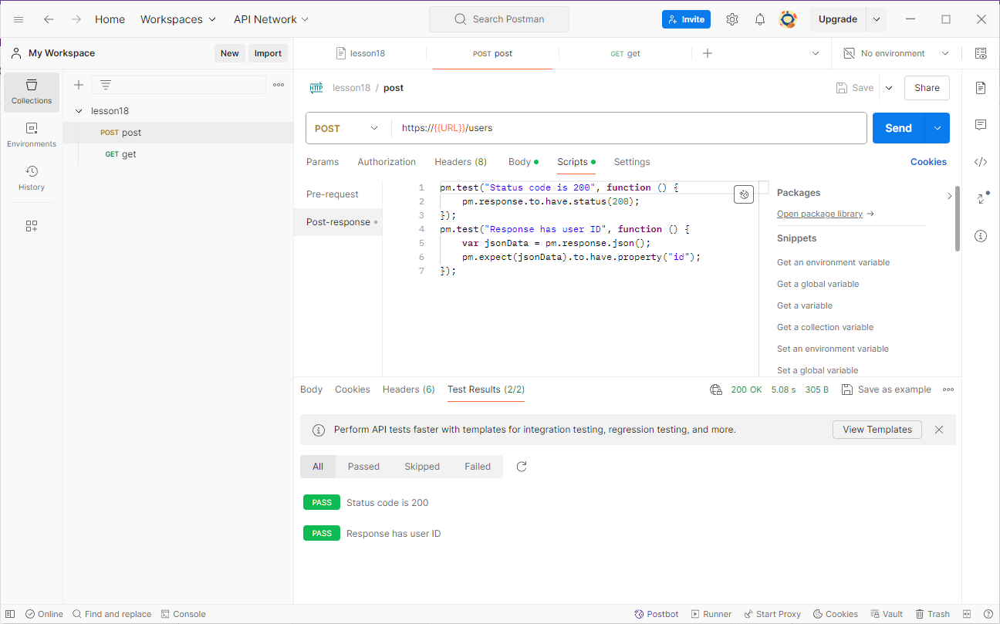 Home Workspaces API Network Search Postman Invite Upgrade
My Workspace New Import lesson18 POST post GET get No environment
Collections
Environments
History
lesson18
POST post
GET get
HTTP lesson18 / post Save Share
POST https://{{URL}}/users Send
Params Authorization Headers (8) Body Scripts Settings Cookies
Pre-request
Post-response
1 pm.test("Status code is 200", function () {
2 pm.response.to.have.status(200);
3 });
4 pm.test("Response has user ID", function () {
5 var jsonData = pm.response.json();
6 pm.expect(jsonData).to.have.property("id");
7 });
Packages
Open package library →
Snippets
Get an environment variable
Get a global variable
Get a variable
Get a collection variable
Set an environment variable
Set a global variable
Body Cookies Headers (6) Test Results (2/2) 200 OK 5.08 s 305 B Save as example
Perform API tests faster with templates for integration testing, regression testing, and more. View Templates
All Passed Skipped Failed
PASS Status code is 200
PASS Response has user ID
Online Find and replace Console Postbot Runner Start Proxy Cookies Vault Trash